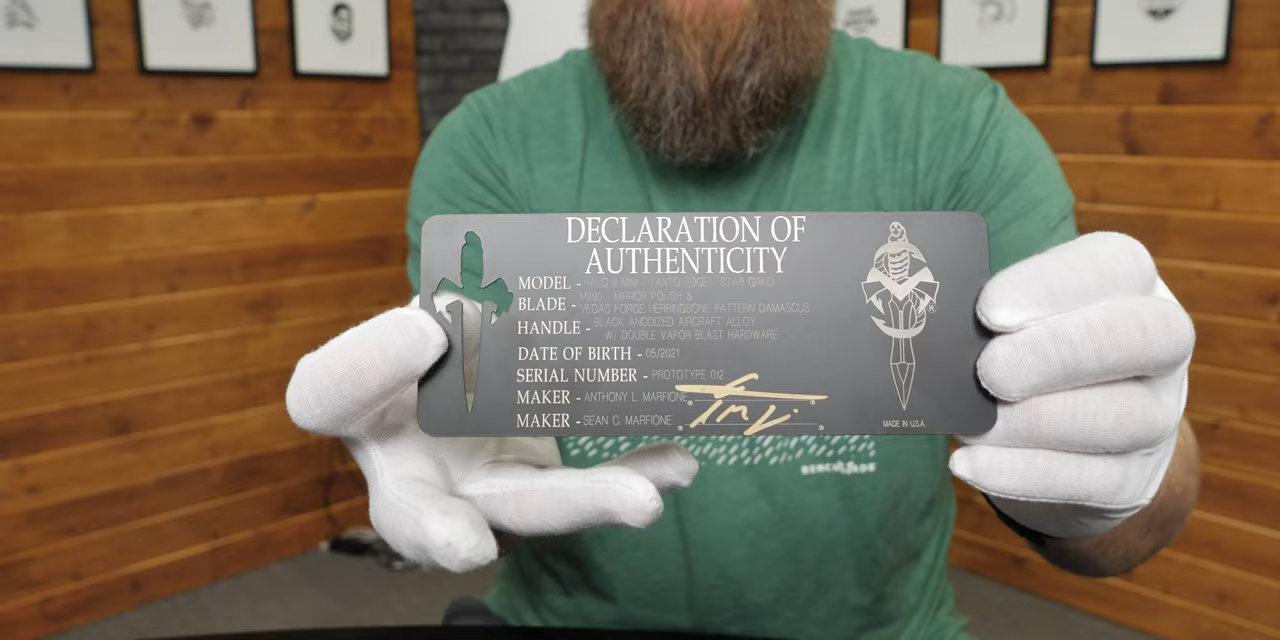 DECLARATION OF
AUTHENTICITY
MODEL - HALO V MINI - TANTO EDGE - STAR GRIND
BLADE - M390 - MIRROR POLISH &
VEGAS FORGE HERRINGBONE PATTERN DAMASCUS
HANDLE - BLACK ANODIZED AIRCRAFT ALLOY
W/ DOUBLE VAPOR BLAST HARDWARE
DATE OF BIRTH - 05/2021
SERIAL NUMBER - PROTOTYPE 012
MAKER - ANTHONY L. MARFIONE
MAKER - SEAN C. MARFIONE
®
MADE IN U.S.A.
BENCHMADE